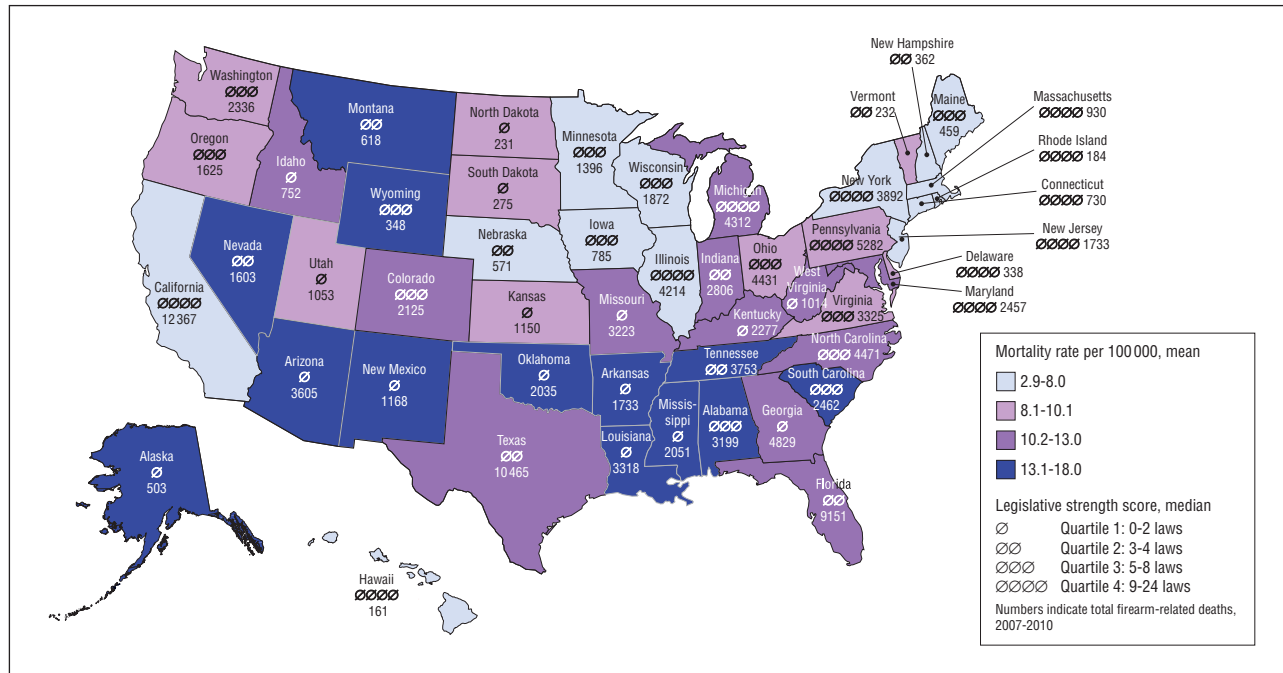 Washington
ØØØ
2336
Oregon
ØØØ
1625
California
ØØØØ
12 367
Nevada
ØØ
1603
Idaho
Ø
752
Montana
ØØ
618
Wyoming
ØØØ
348
Utah
Ø
1053
Colorado
ØØØ
2125
Arizona
Ø
3605
New Mexico
Ø
1168
North Dakota
Ø
231
South Dakota
Ø
275
Nebraska
ØØ
571
Kansas
Ø
1150
Oklahoma
Ø
2035
Texas
ØØ
10 465
Minnesota
ØØØ
1396
Iowa
ØØØ
785
Missouri
Ø
3223
Arkansas
Ø
1733
Louisiana
Ø
3318
Wisconsin
ØØØ
1872
Illinois
ØØØØ
4214
Michigan
ØØØØ
4312
Indiana
ØØ
2806
Ohio
ØØØ
4431
Kentucky
Ø 2277
Tennessee
ØØ 3753
Missis-
sippi
Ø
2051
Alabama
ØØØ
3199
Georgia
Ø
4829
Florida
ØØ
9151
South Carolina
ØØØ
2462
North Carolina
ØØØ 4471
Virginia
ØØØ 3325
West
Virginia
Ø 1014
Pennsylvania
ØØØØ 5282
New York
ØØØØ 3892
Vermont
ØØ 232
New Hampshire
ØØ 362
Maine
ØØØ
459
Massachusetts
ØØØØ 930
Rhode Island
ØØØØ 184
Connecticut
ØØØØ 730
New Jersey
ØØØØ 1733
Delaware
ØØØØ 338
Maryland
ØØØØ 2457
Alaska
Ø
503
Hawaii
ØØØØ
161
Mortality rate per 100 000, mean
2.9-8.0
8.1-10.1
10.2-13.0
13.1-18.0
Legislative strength score, median
Ø Quartile 1: 0-2 laws
ØØ Quartile 2: 3-4 laws
ØØØ Quartile 3: 5-8 laws
ØØØØ Quartile 4: 9-24 laws
Numbers indicate total firearm-related deaths,
2007-2010